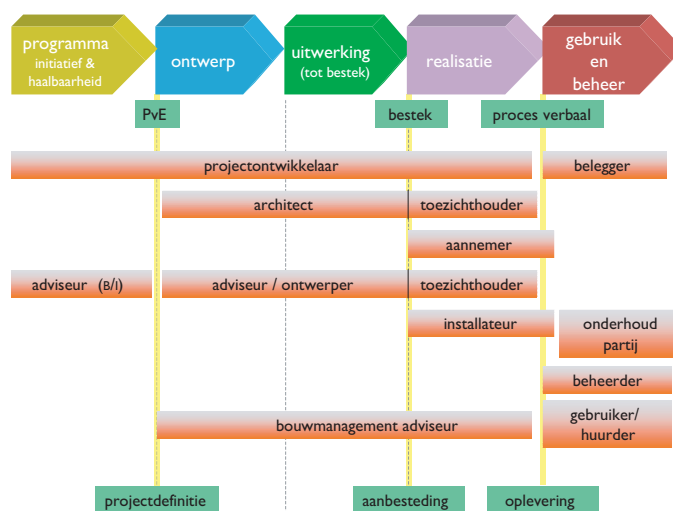 programma
initiatief &
haalbaarheid
ontwerp
uitwerking
(tot bestek)
realisatie
gebruik
en
beheer
PvE
bestek
proces verbaal
projectontwikkelaar
belegger
architect
toezichthouder
aannemer
adviseur (B/I)
adviseur / ontwerper
toezichthouder
installateur
onderhoud
partij
beheerder
bouwmanagement adviseur
gebruiker/
huurder
projectdefinitie
aanbesteding
oplevering